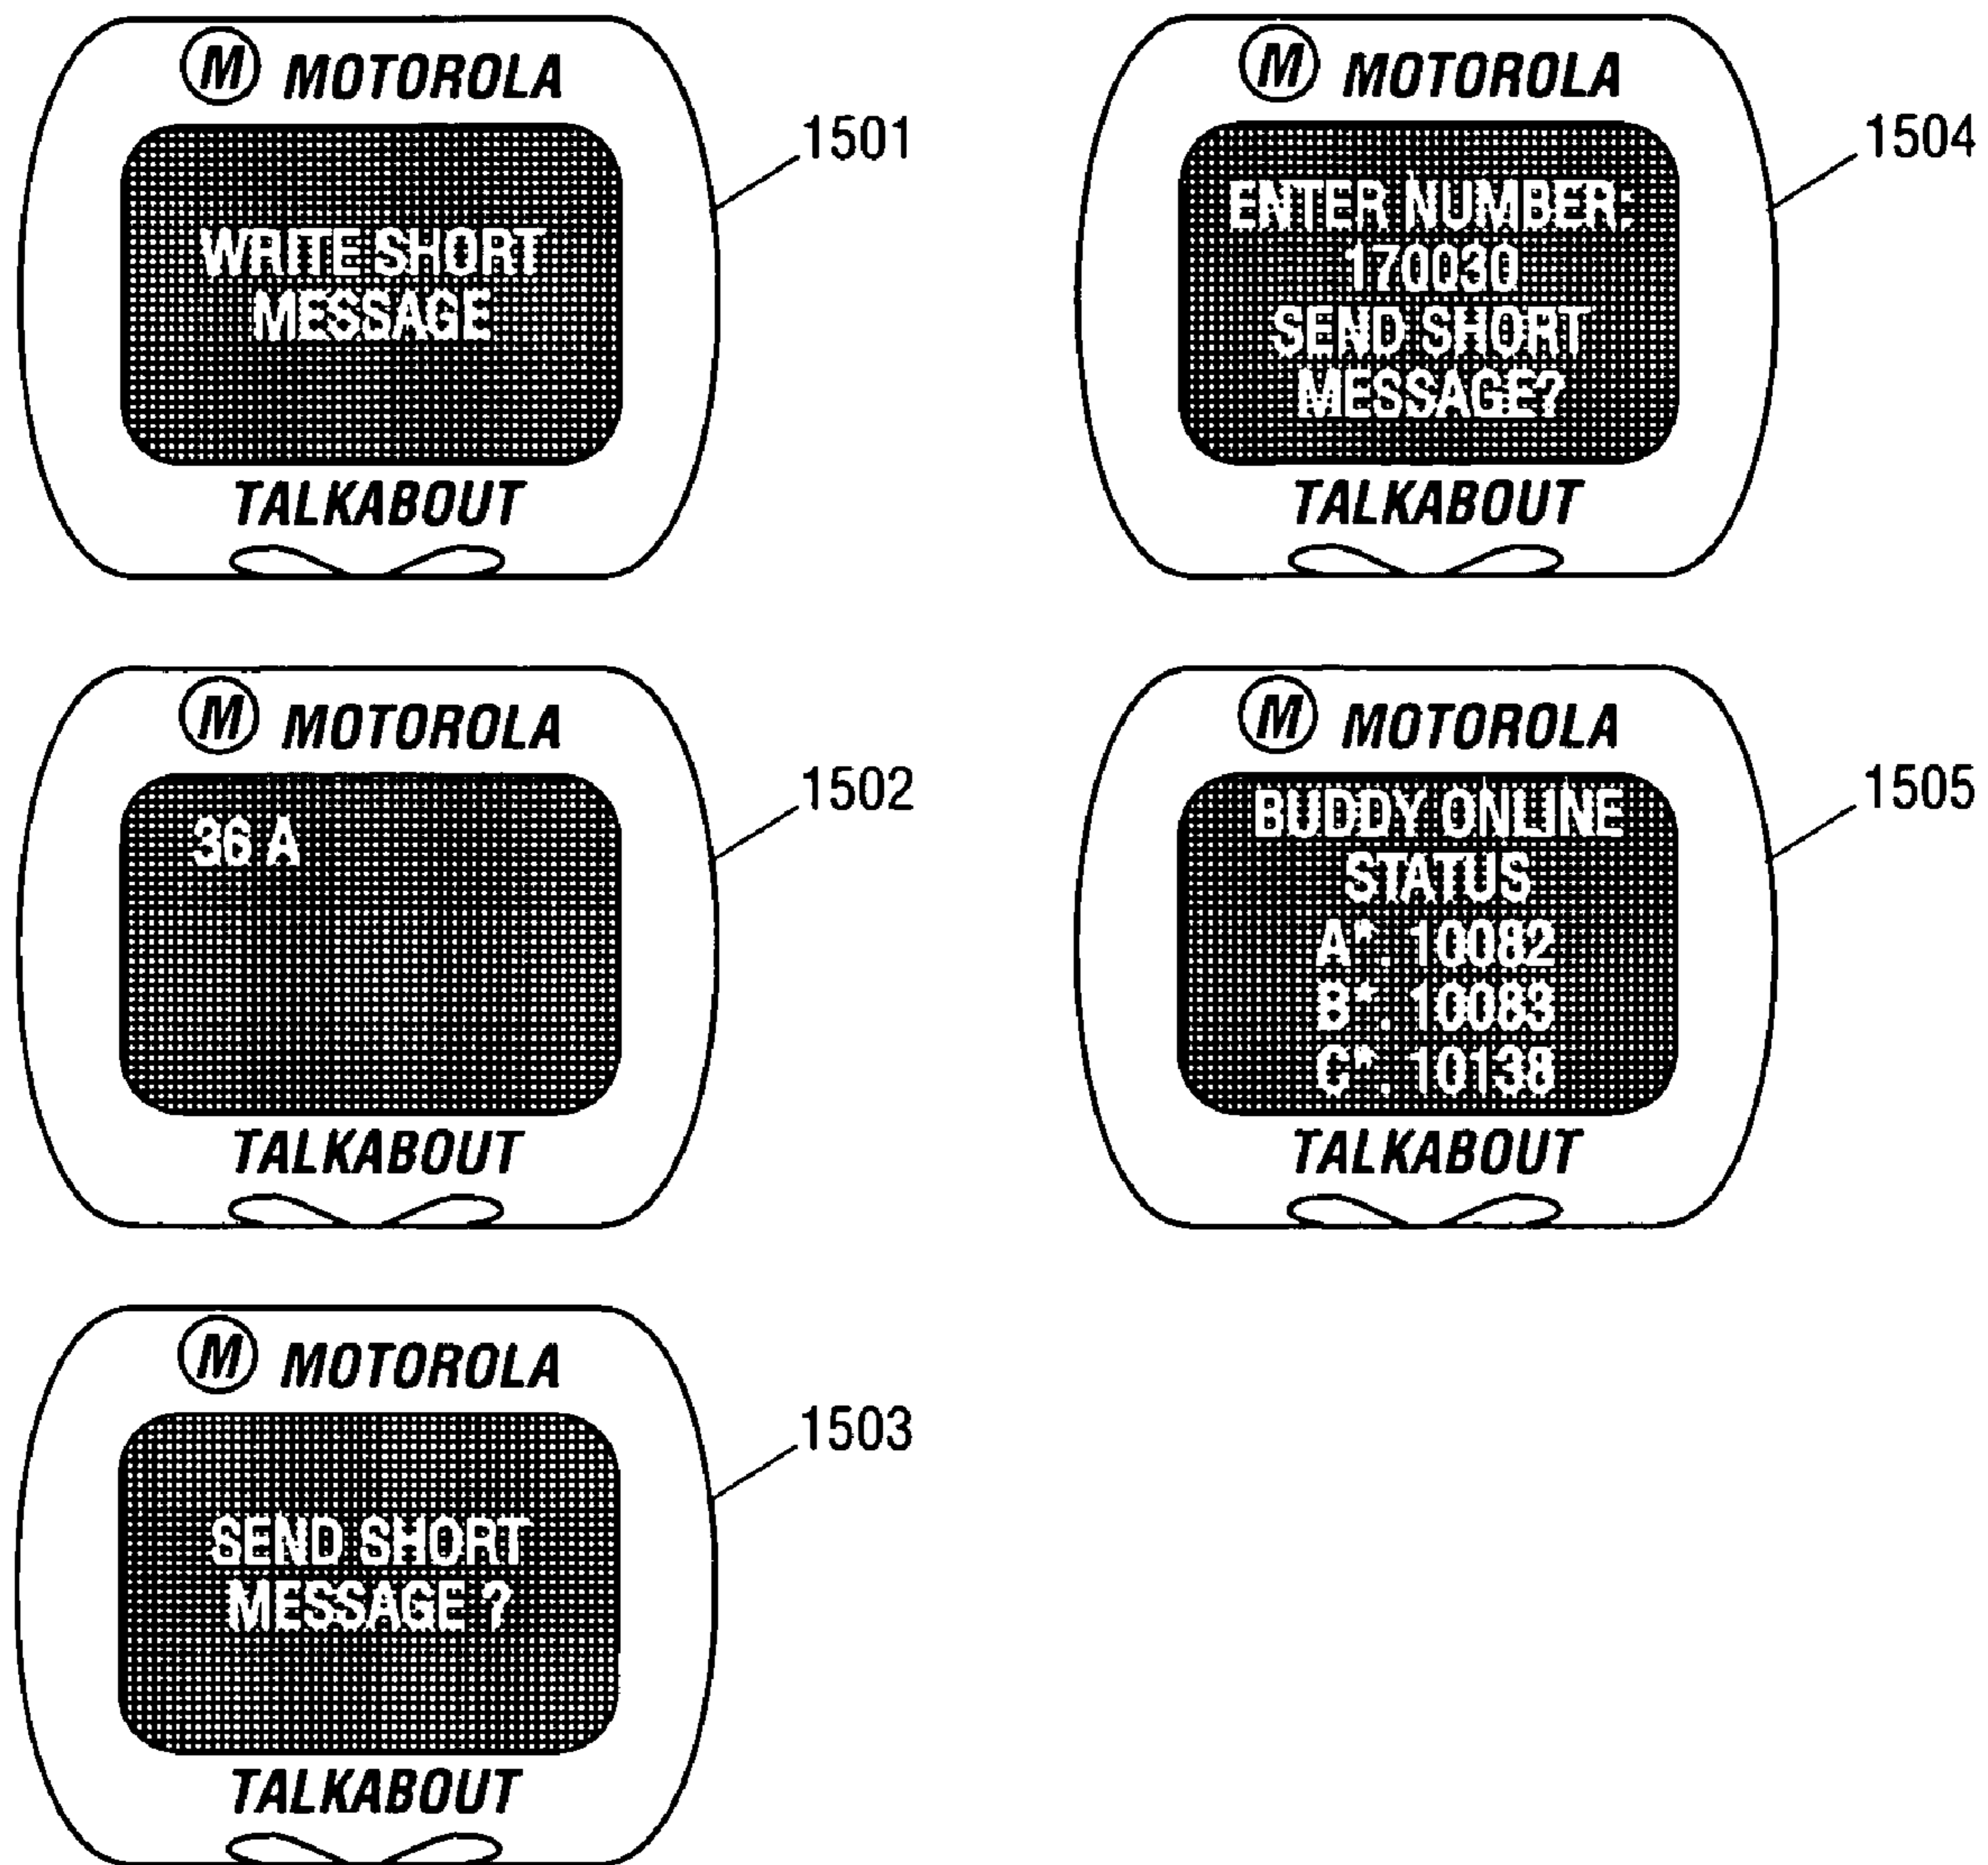 M MOTOROLA
WRITE SHORT
MESSAGE
TALKABOUT
1501
M MOTOROLA
36 A
TALKABOUT
1502
M MOTOROLA
SEND SHORT
MESSAGE ?
TALKABOUT
1503
M MOTOROLA
ENTER NUMBER:
170030
SEND SHORT
MESSAGE?
TALKABOUT
1504
M MOTOROLA
BUDDY ONLINE
STATUS
A*. 10082
B*. 10083
C*. 10138
TALKABOUT
1505